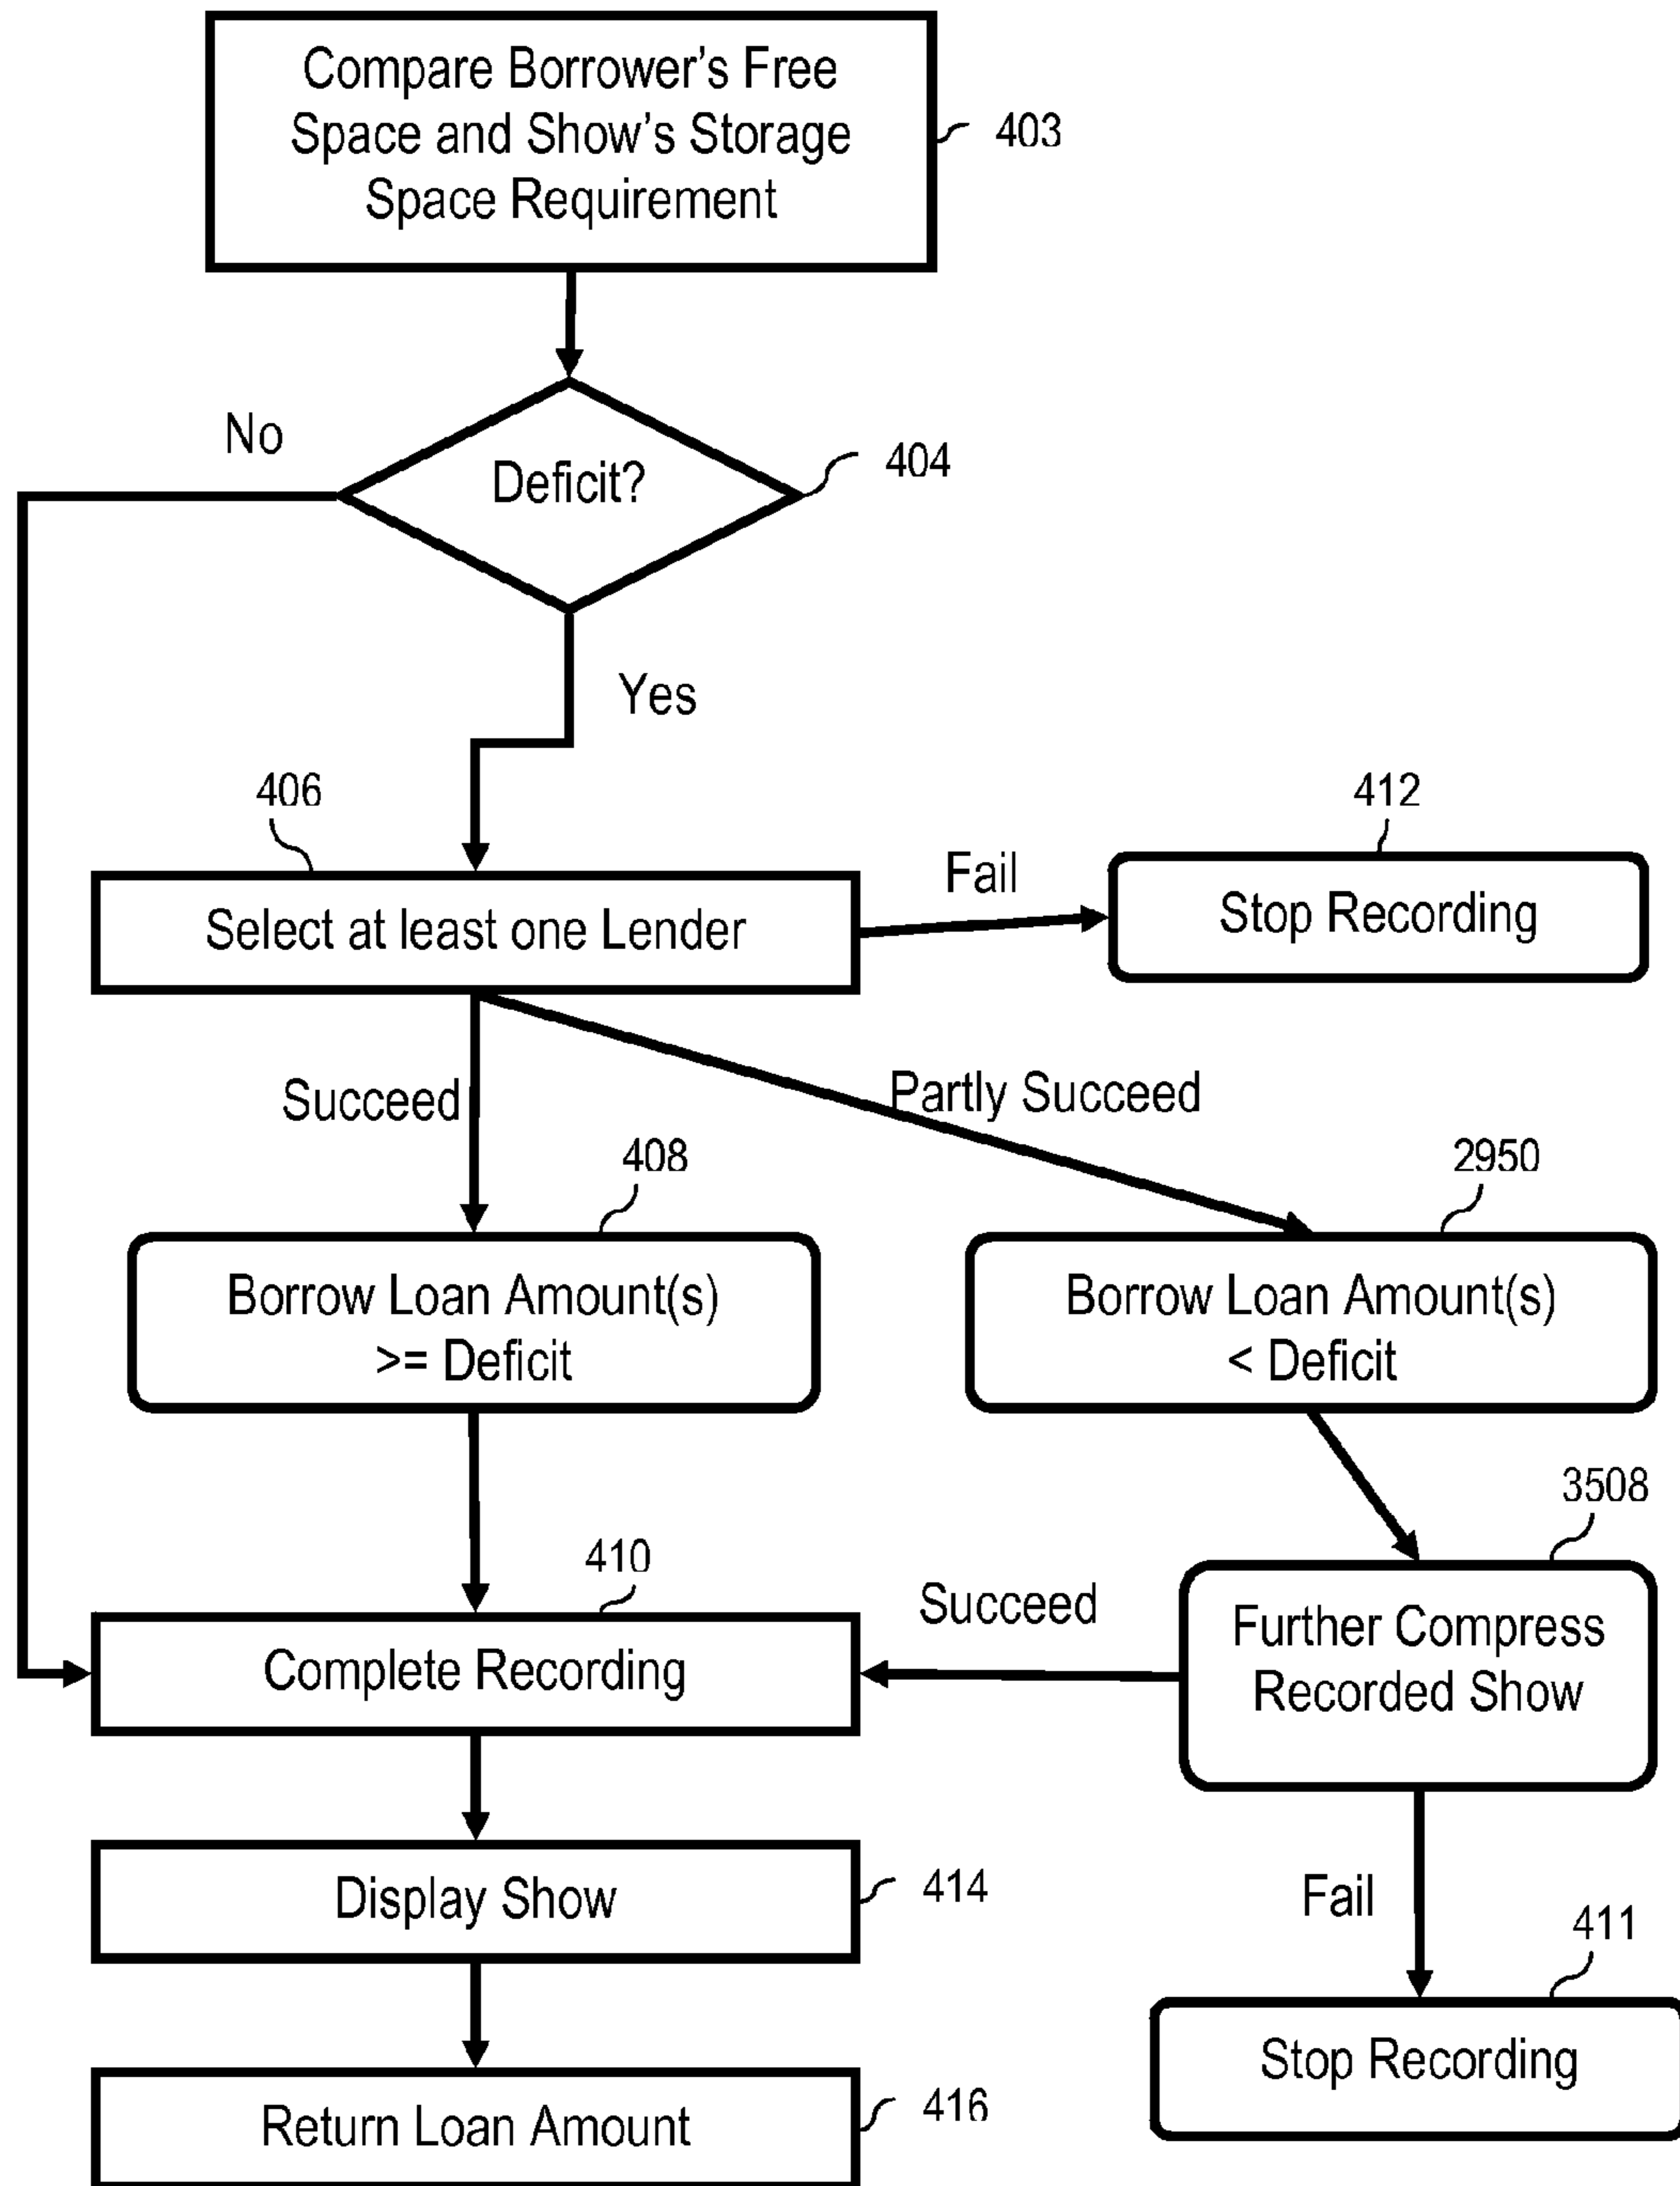 Compare Borrower's Free
Space and Show's Storage
Space Requirement
403
No
Deficit?
404
Yes
406
412
Select at least one Lender
Fail
Stop Recording
Succeed
Partly Succeed
408
2950
Borrow Loan Amount(s)
>= Deficit
Borrow Loan Amount(s)
< Deficit
3508
410
Succeed
Further Compress
Recorded Show
Complete Recording
Display Show
414
Fail
411
Stop Recording
Return Loan Amount
416